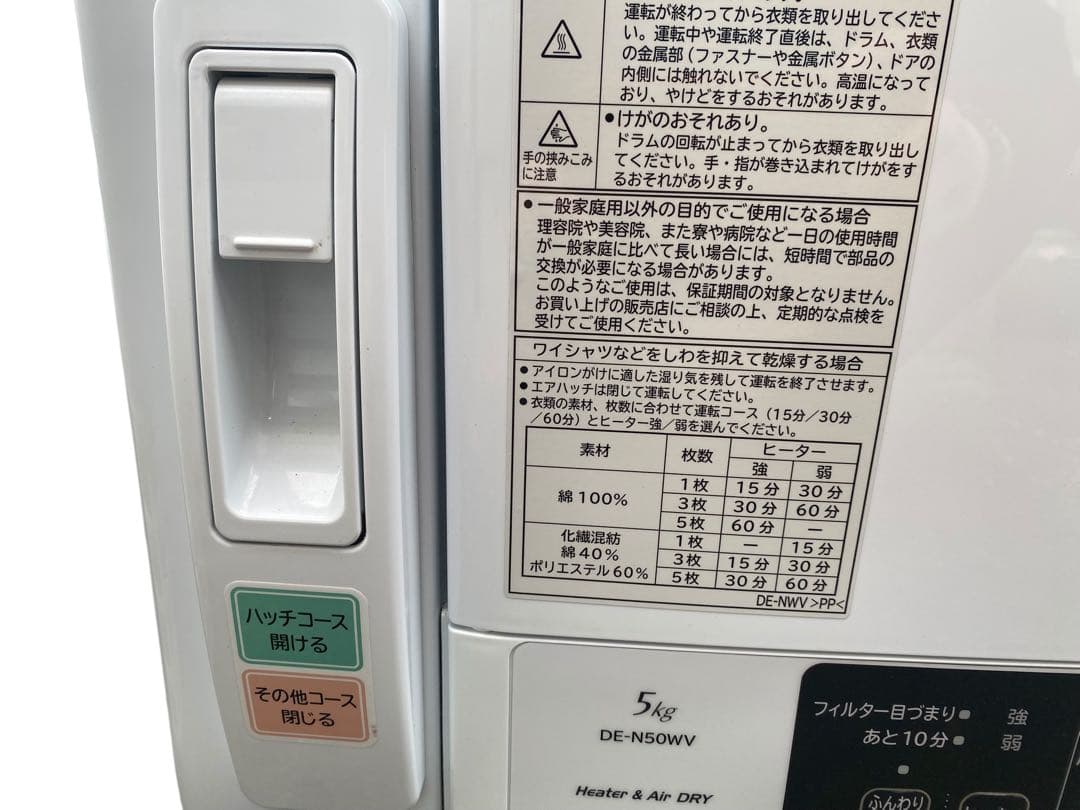 運転が終わってから衣類を取り出してくださ
い。運転中や運転終了直後は、ドラム、衣類
の金属部（ファスナーや金属ボタン）、ドアの
内側には触れないでください。高温になって
おり、やけどをするおそれがあります。
手の挟みこみ
に注意
●けがのおそれあり。
ドラムの回転が止まってから衣類を取り出し
てください。手・指が巻き込まれてけがをす
るおそれがあります。
●一般家庭用以外の目的でご使用になる場合
理容院や美容院、また寮や病院など一日の使用時間
が一般家庭に比べて長い場合には、短時間で部品の
交換が必要になる場合があります。
このようなご使用は、保証期間の対象となりません。
お買い上げの販売店にご相談の上、定期的な点検を
受けてご使用ください。
ワイシャツなどをしわを抑えて乾燥する場合
●アイロンがけに適した湿り気を残して運転を終了させます。
●エアハッチは閉じて運転してください。
●衣類の素材、枚数に合わせて運転コース（15分／30分
／60分）とヒーター強／弱を選んでください。
素材 枚数 ヒーター
強 弱
綿100% 1枚 15分 30分
3枚 30分 60分
5枚 60分 —
化繊混紡 綿40% ポリエステル60% 1枚 — 15分
3枚 15分 30分
5枚 30分 60分
DE-NWV >PP<
ハッチコース
開ける
その他コース
閉じる
5kg
DE-N50WV
Heater & Air DRY
フィルター目づまり 強
あと10分 弱
ふんわり